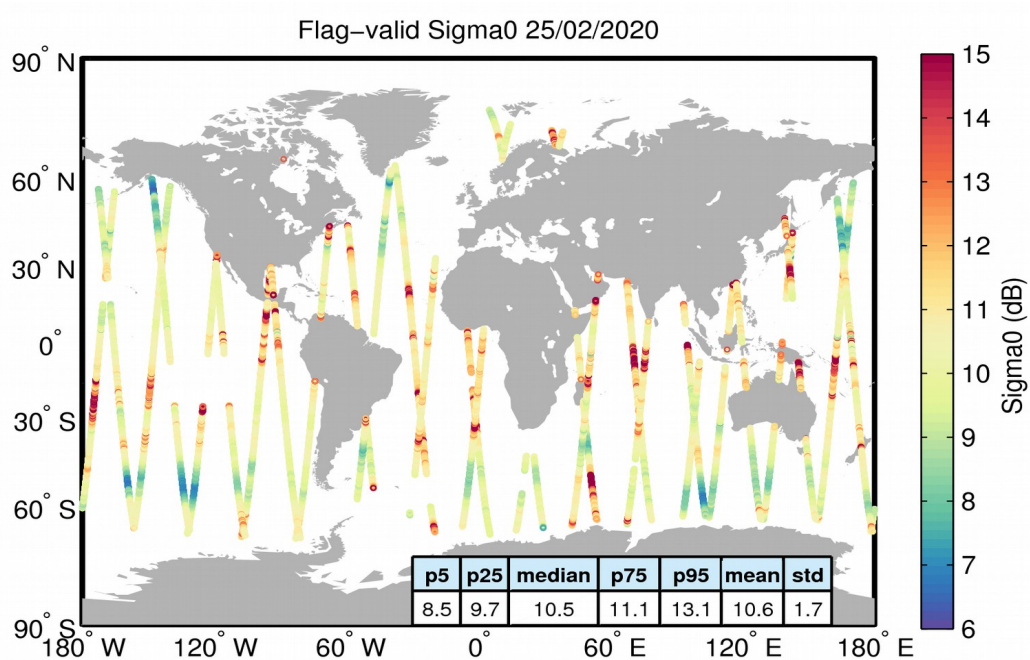 Flag−valid Sigma0 25/02/2020
90° N
60° N
30° N
0°
30° S
60° S
90° S
180° W
120° W
60° W
0°
60° E
120° E
180° E
15
14
13
12
11
10
9
8
7
6
Sigma0 (dB)
p5 p25 median p75 p95 mean std
8.5 9.7 10.5 11.1 13.1 10.6 1.7